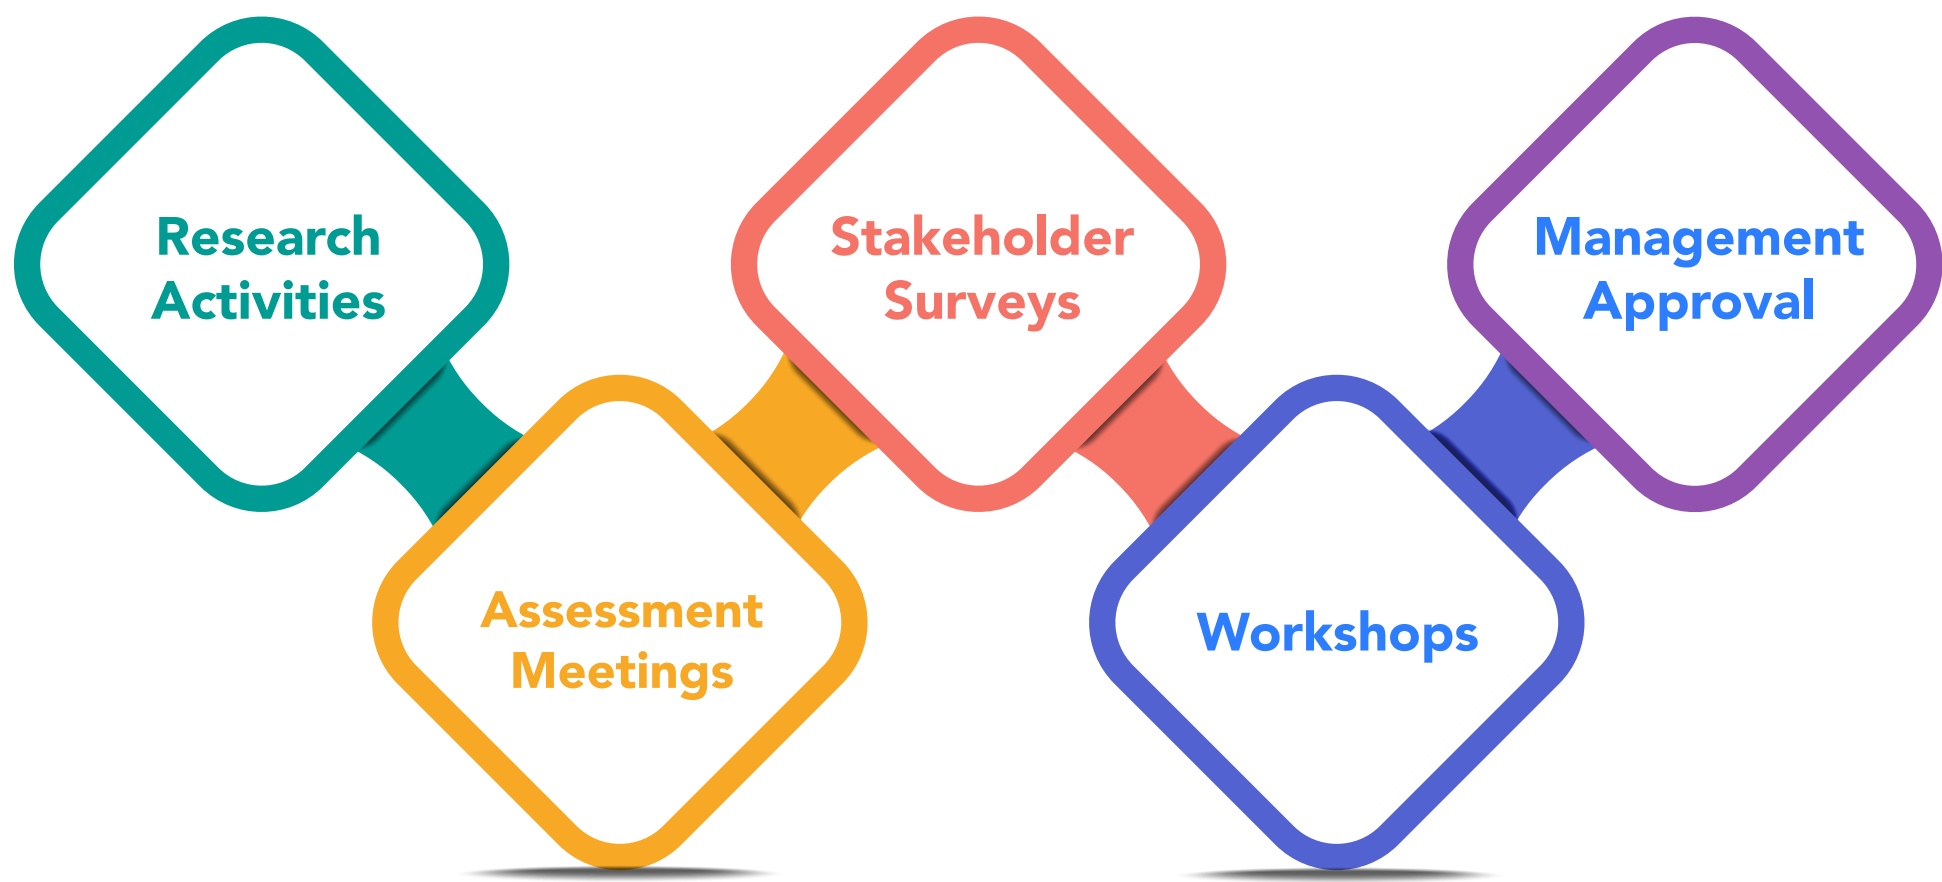 Research
Activities
Assessment
Meetings
Stakeholder
Surveys
Workshops
Management
Approval